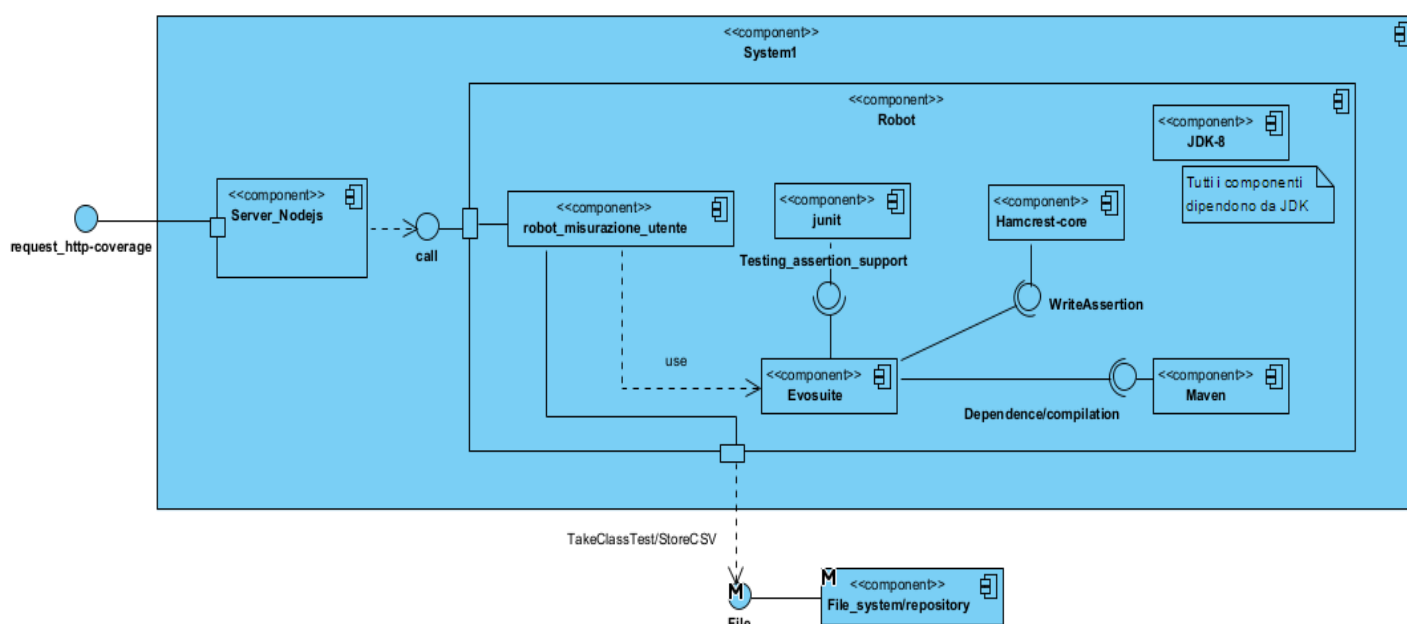 <<component>>
System1
<<component>>
Robot
<<component>>
JDK-8
Tutti i componenti
dipendono da JDK
<<component>>
Server_Nodejs
request_http-coverage
call
<<component>>
robot_misurazione_utente
<<component>>
junit
Testing_assertion_support
<<component>>
Hamcrest-core
WriteAssertion
use
<<component>>
Evosuite
Dependence/compilation
<<component>>
Maven
TakeClassTest/StoreCSV
M
File
M
<<component>>
File_system/repository